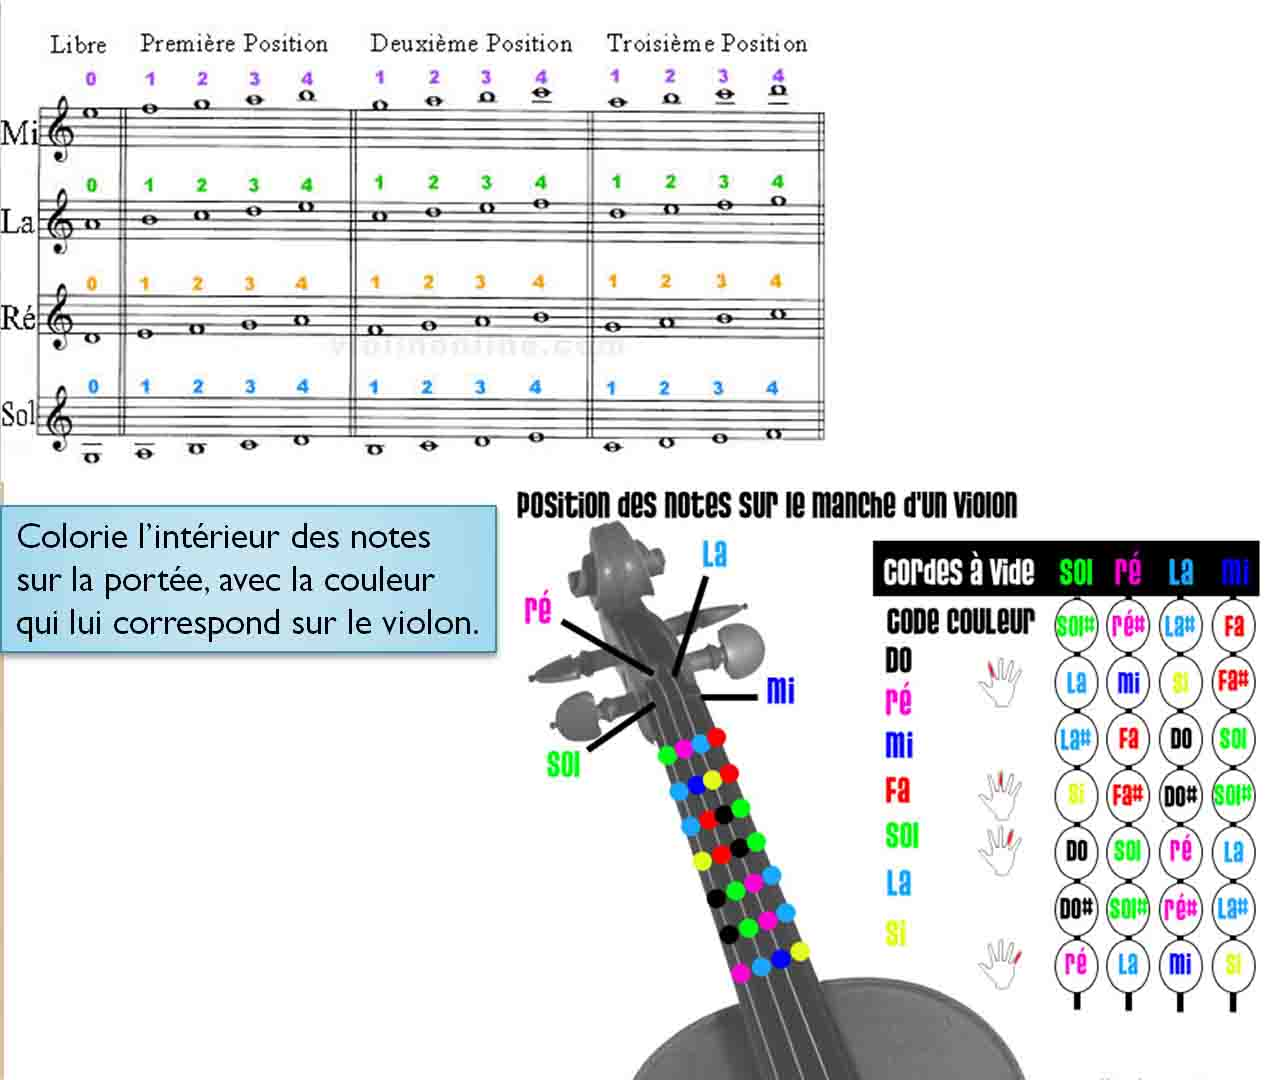 Libre Première Position Deuxième Position Troisième Position
0 1 2 3 4 1 2 3 4 1 2 3 4
Mi
0 1 2 3 4 1 2 3 4 1 2 3 4
La
0 1 2 3 4 1 2 3 4 1 2 3 4
Ré
violinonline.com
0 1 2 3 4 1 2 3 4 1 2 3 4
Sol
Colorie l’intérieur des notes
sur la portée, avec la couleur
qui lui correspond sur le violon.
Position des notes sur le manche d'un violon
La
ré
Mi
Sol
Cordes à vide Sol ré La Mi
Code couleur
Do
ré
Mi
Fa
Sol
La
Si
Sol# ré# La# Fa
La Mi Si Fa#
La# Fa Do Sol
Si Fa# Do# Sol#
Do Sol ré La
Do# Sol# ré# La#
ré La Mi Si